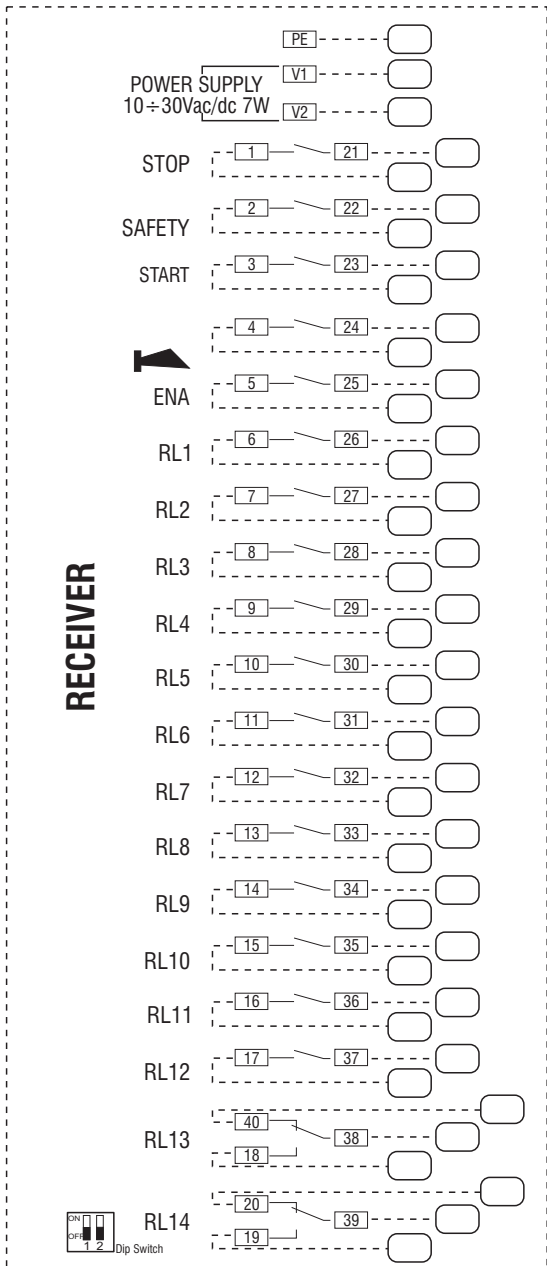 PE
POWER SUPPLY V1
10÷30Vac/dc 7W V2
STOP 1 21
SAFETY 2 22
START 3 23
4 24
ENA 5 25
RL1 6 26
RL2 7 27
RL3 8 28
RL4 9 29
RL5 10 30
RL6 11 31
RL7 12 32
RL8 13 33
RL9 14 34
RL10 15 35
RL11 16 36
RL12 17 37
40
RL13 38
18
20
RL14 39
19
RECEIVER
ON
OFF
1 2
Dip Switch